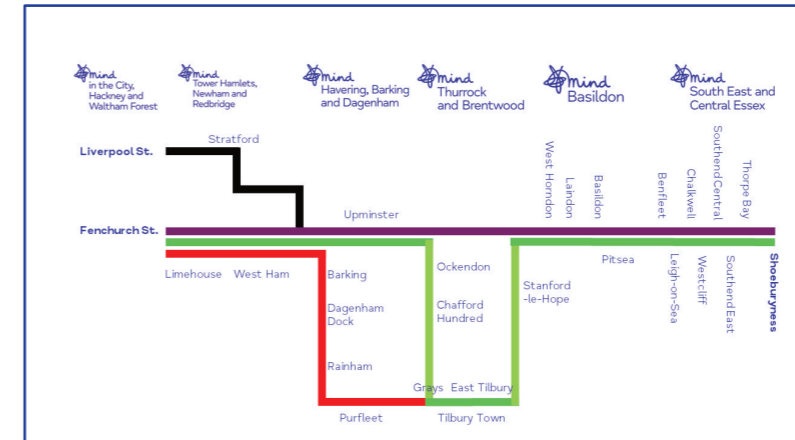 mind
in the City,
Hackney and
Waltham Forest
mind
Tower Hamlets,
Newham and
Redbridge
mind
Havering, Barking
and Dagenham
mind
Thurrock
and Brentwood
mind
Basildon
mind
South East and
Central Essex
Stratford
Liverpool St.
West Horndon
Laindon
Basildon
Benfleet
Chalkwell
Southend Central
Thorpe Bay
Upminster
Fenchurch St.
Limehouse
West Ham
Barking
Dagenham
Dock
Rainham
Purfleet
Ockendon
Chafford
Hundred
Grays
East Tilbury
Tilbury Town
Stanford
-le-Hope
Pitsea
Leigh-on-Sea
Westcliff
Southend East
Shoeburyness